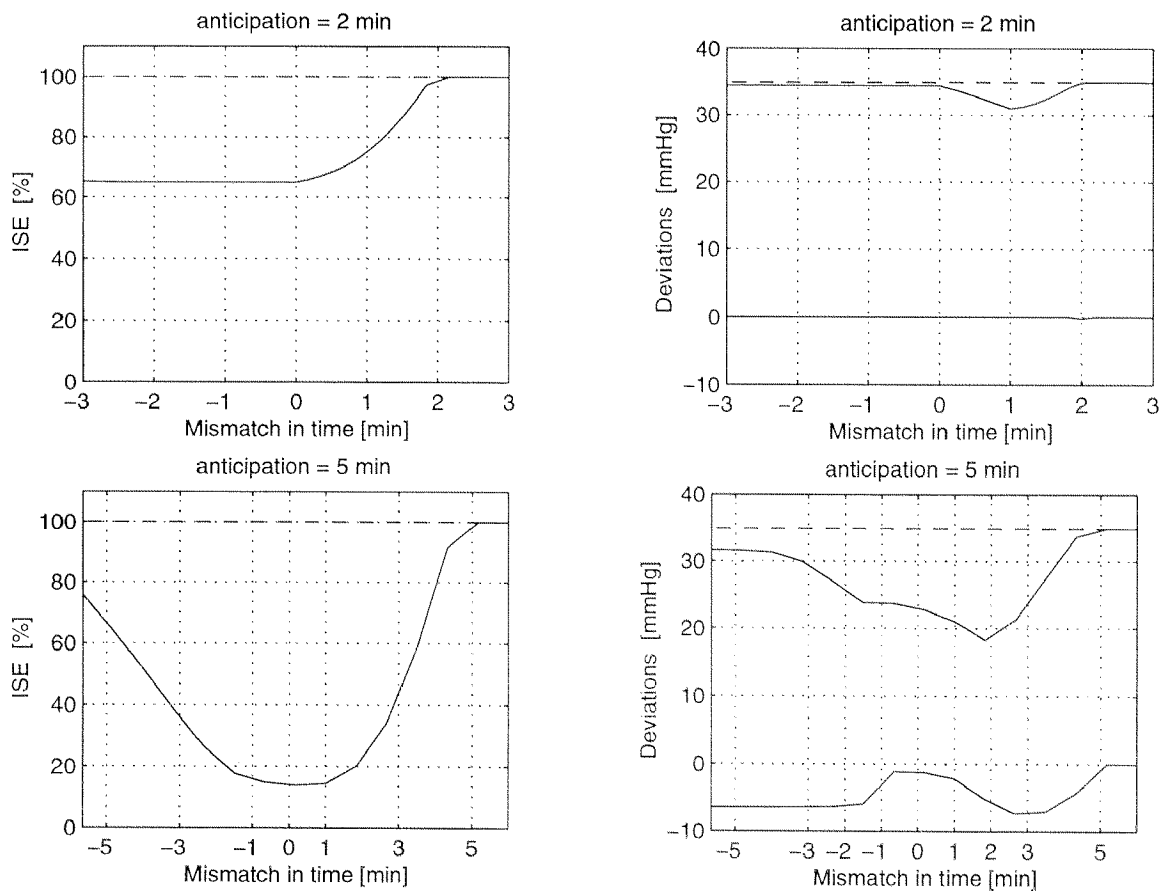 anticipation = 2 min
100
80
60
40
20
0
ISE [%]
−3 −2 −1 0 1 2 3
Mismatch in time [min]
anticipation = 2 min
40
30
20
10
0
−10
Deviations [mmHg]
−3 −2 −1 0 1 2 3
Mismatch in time [min]
anticipation = 5 min
100
80
60
40
20
0
ISE [%]
−5 −3 −1 0 1 3 5
Mismatch in time [min]
anticipation = 5 min
40
30
20
10
0
−10
Deviations [mmHg]
−5 −3 −2 −1 0 1 2 3 5
Mismatch in time [min]